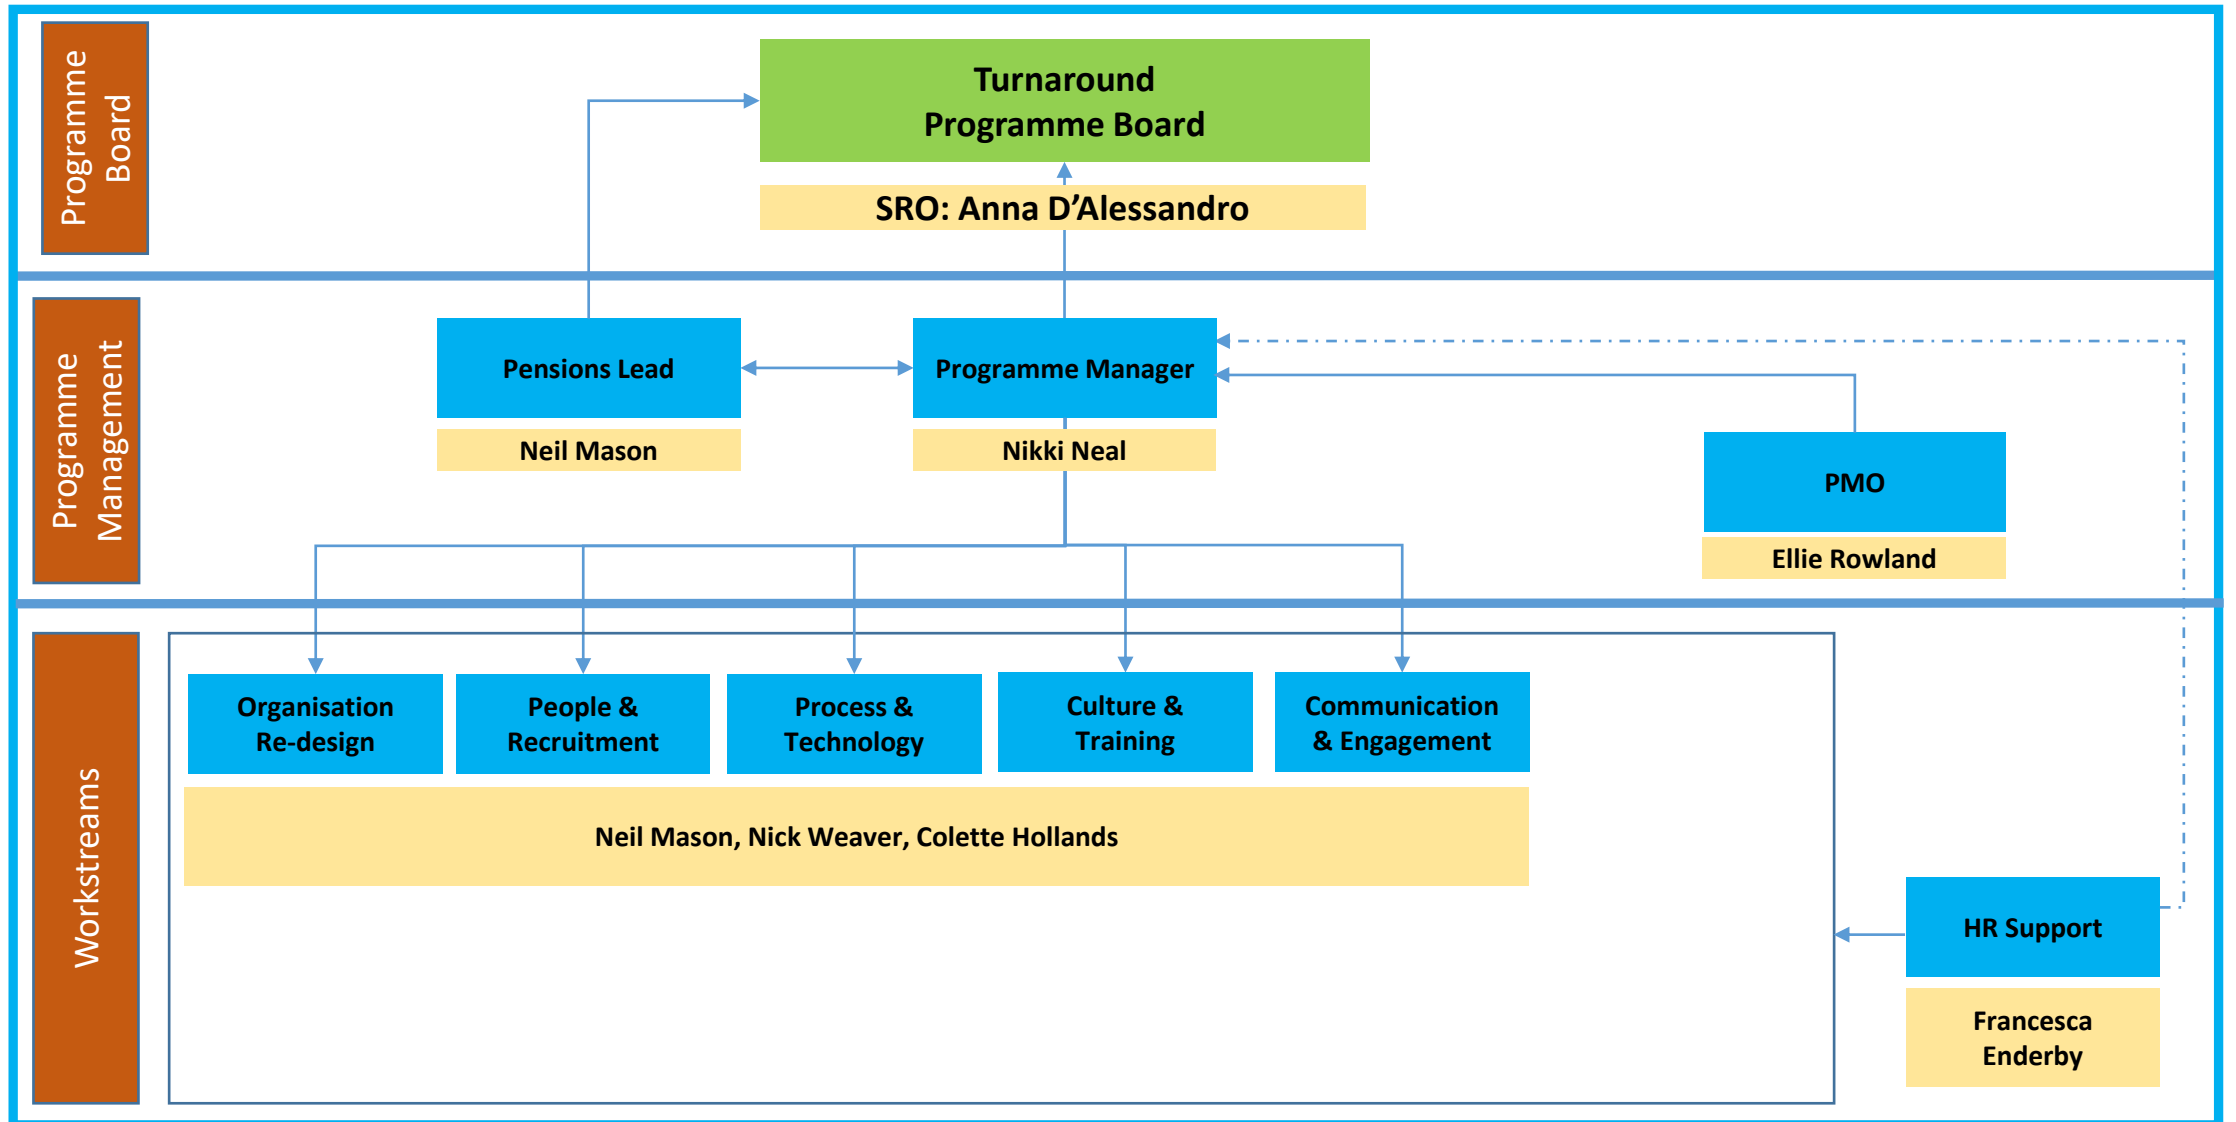 Programme
Board
Turnaround
Programme Board
SRO: Anna D’Alessandro
Programme
Management
Pensions Lead
Programme Manager
Neil Mason
Nikki Neal
PMO
Ellie Rowland
Workstreams
Organisation
Re-design
People &
Recruitment
Process &
Technology
Culture &
Training
Communication
& Engagement
Neil Mason, Nick Weaver, Colette Hollands
HR Support
Francesca
Enderby